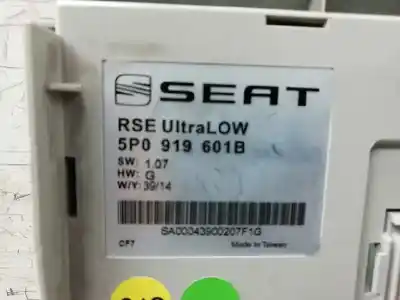 SEAT
RSE UltraLOW
5P0 919 601B
SW: 1.07
HW: G
W/Y: 39/14
SA00043900207F1G
CF7 Made In Taiwan